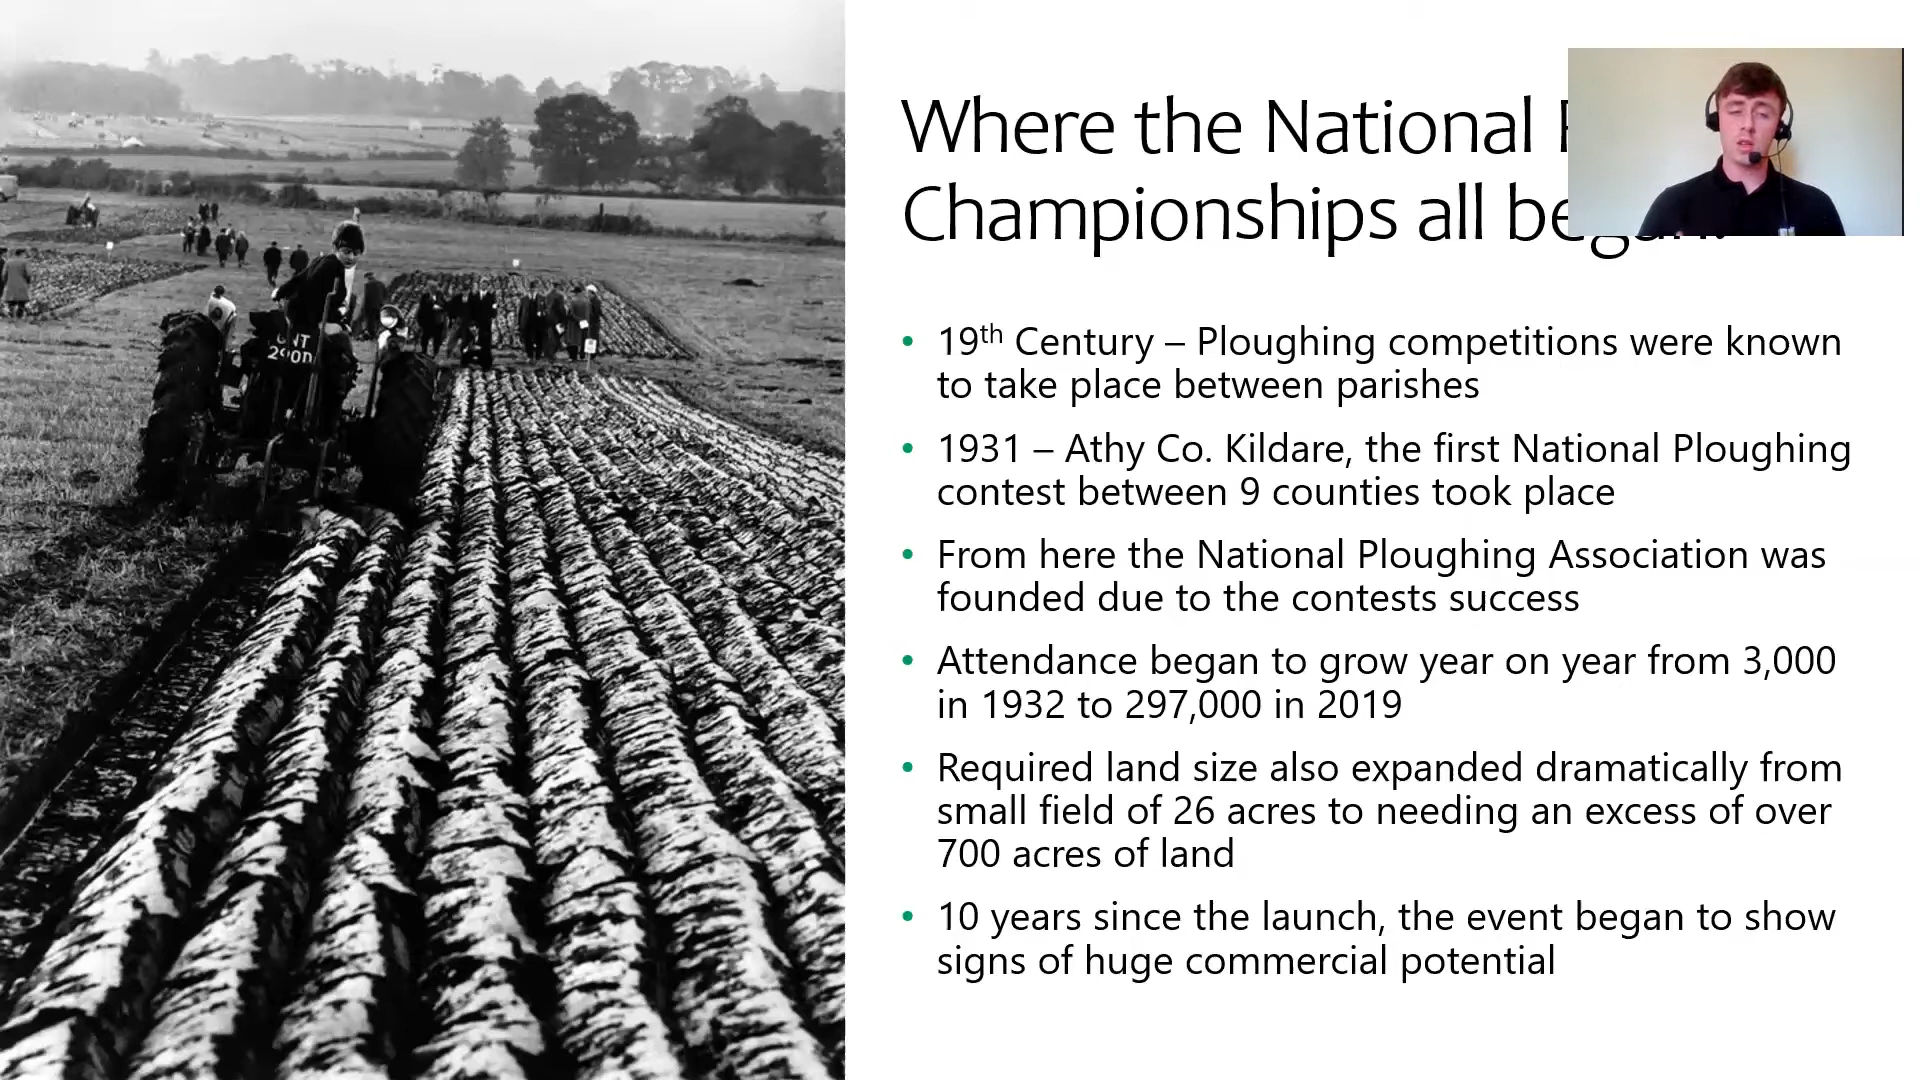 Where the National
Championships all
19th Century – Ploughing competitions were known
to take place between parishes
1931 – Athy Co. Kildare, the first National Ploughing
contest between 9 counties took place
From here the National Ploughing Association was
founded due to the contests success
Attendance began to grow year on year from 3,000
in 1932 to 297,000 in 2019
Required land size also expanded dramatically from
small field of 26 acres to needing an excess of over
700 acres of land
10 years since the launch, the event began to show
signs of huge commercial potential